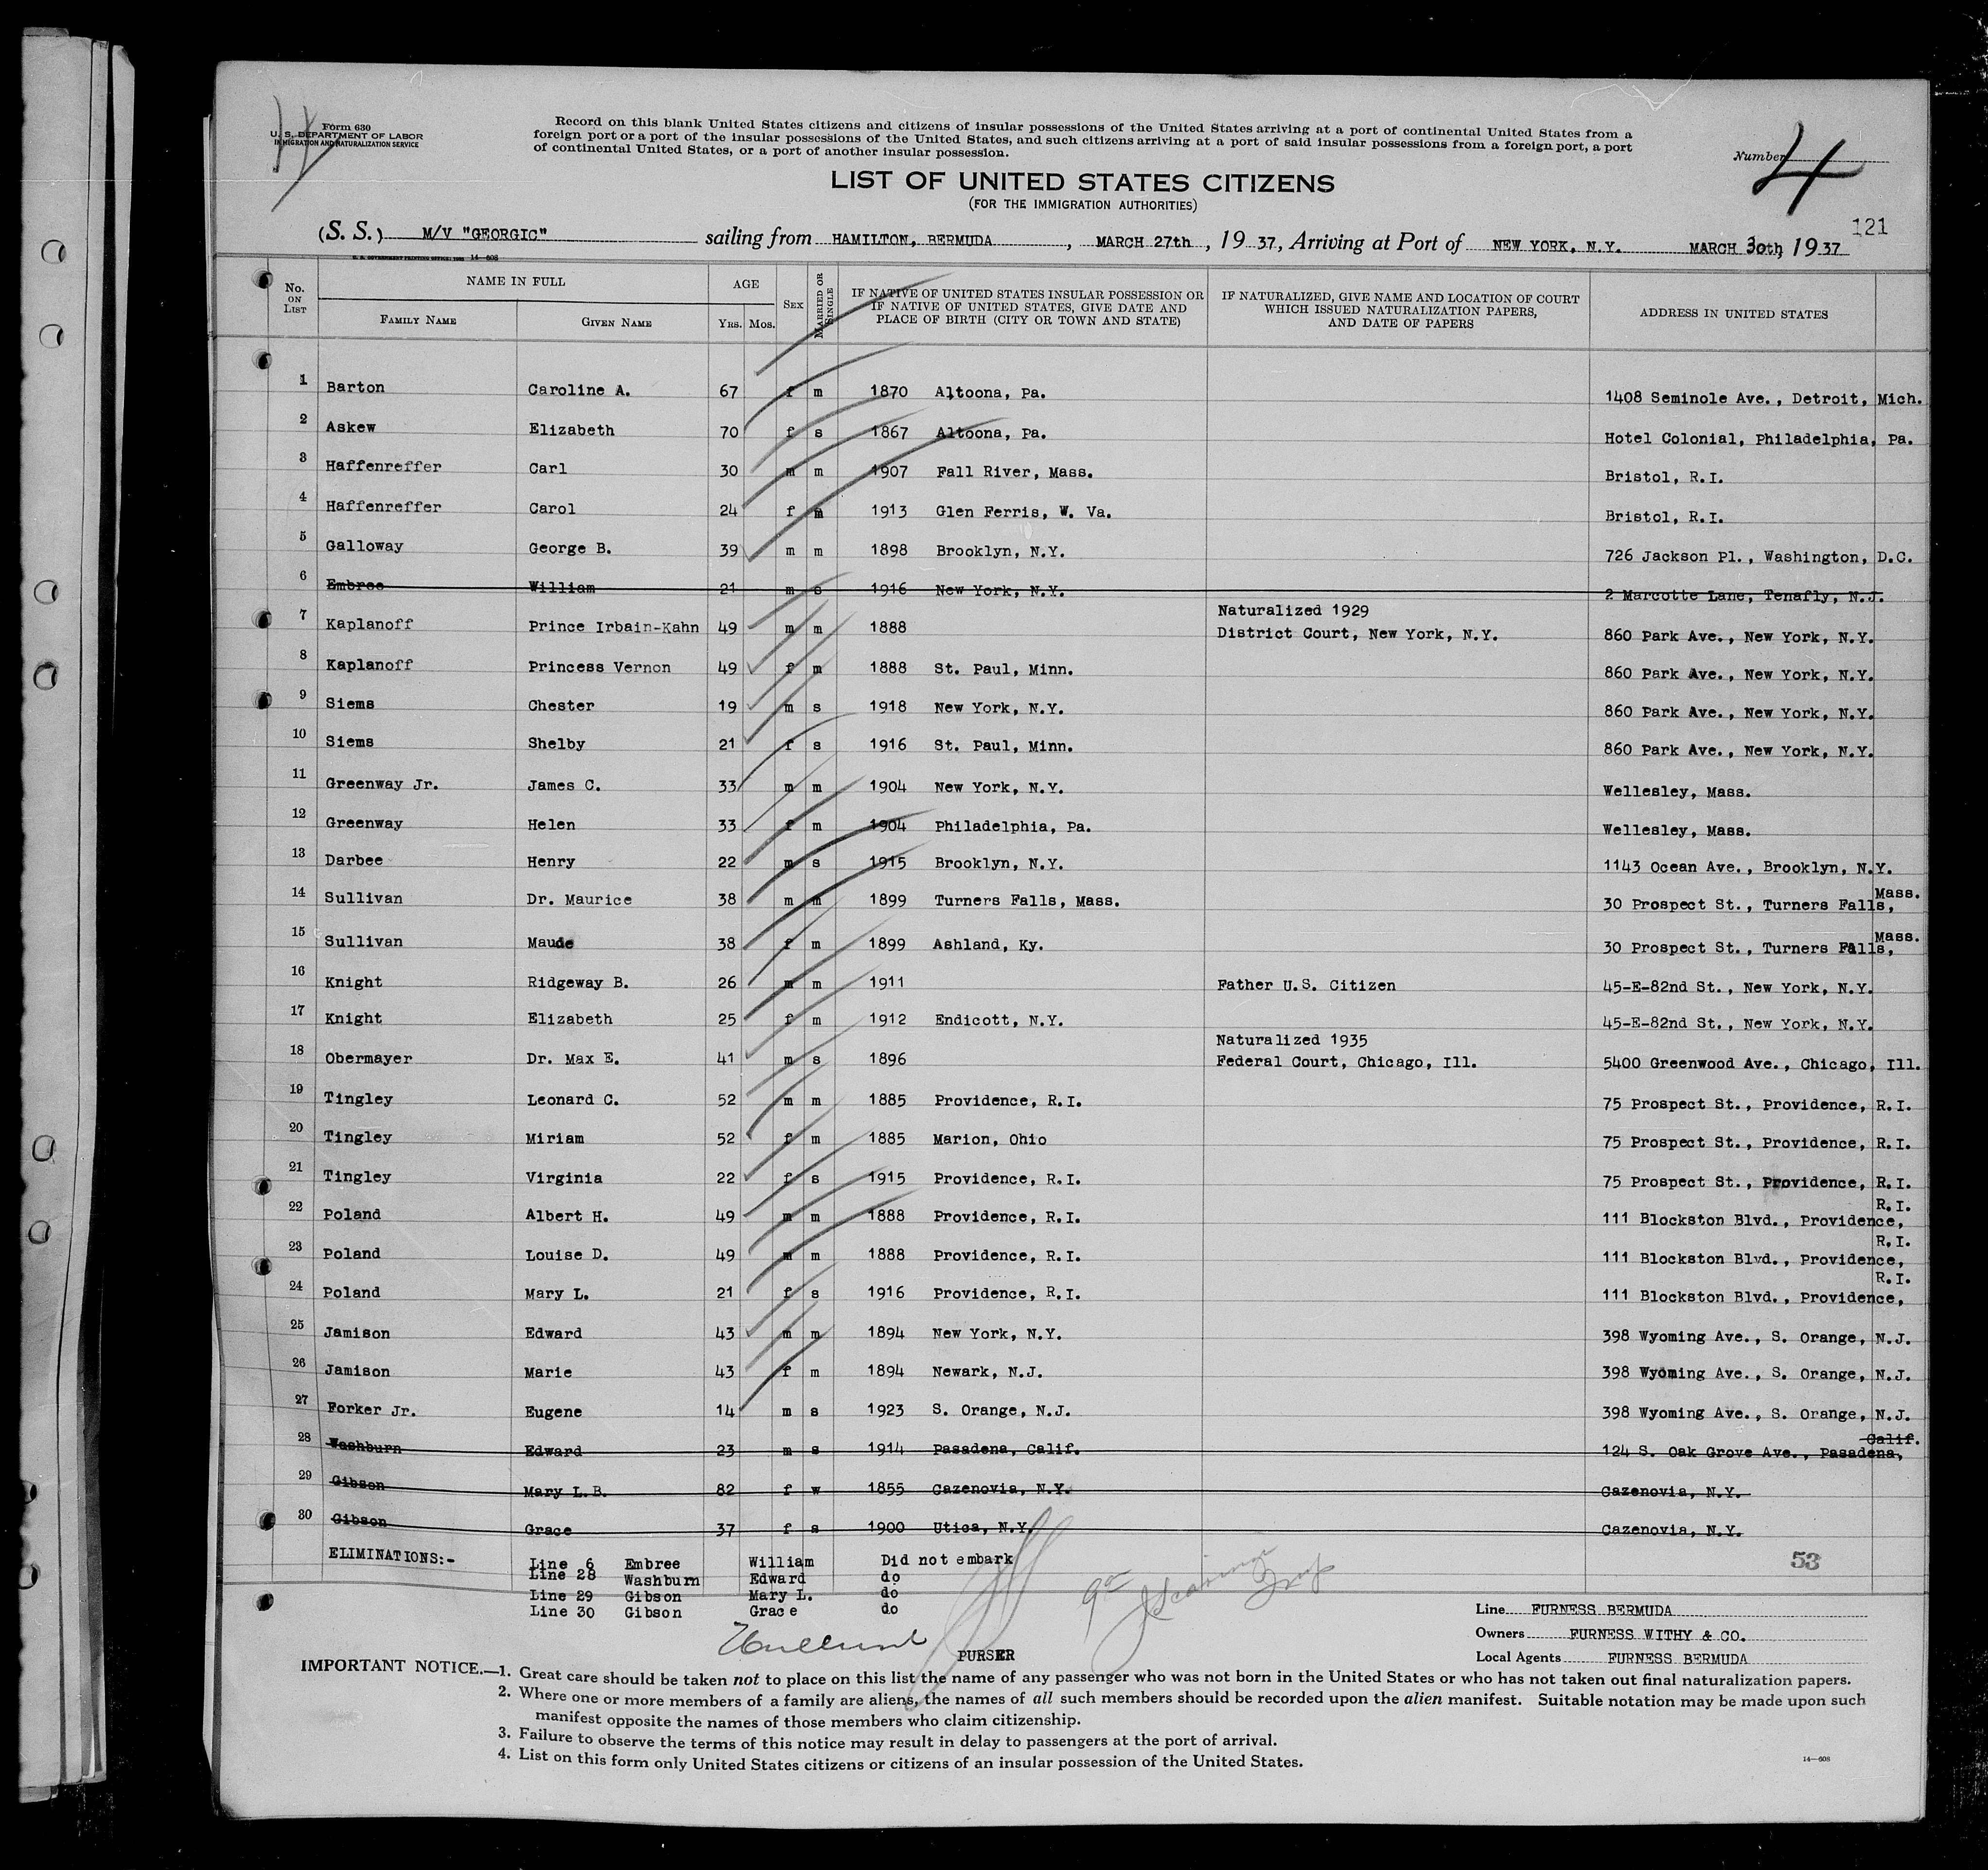 Form 630
U. S. DEPARTMENT OF LABOR
IMMIGRATION AND NATURALIZATION SERVICE
Record on this blank United States citizens and citizens of insular possessions of the United States arriving at a port of continental United States from a
foreign port or a port of the insular possessions of the United States, and such citizens arriving at a port of said insular possessions from a foreign port, a port
of continental United States, or a port of another insular possession.
Number 4
LIST OF UNITED STATES CITIZENS
(FOR THE IMMIGRATION AUTHORITIES)
121
(S. S.) M/V "GEORGIC" sailing from HAMILTON, BERMUDA, MARCH 27th, 19 37, Arriving at Port of NEW YORK, N.Y. MARCH 30th, 19 37
U. S. GOVERNMENT PRINTING OFFICE: 14—608
No. ON LIST NAME IN FULL FAMILY NAME GIVEN NAME AGE YRS. MOS. SEX MARRIED OR SINGLE IF NATIVE OF UNITED STATES INSULAR POSSESSION OR IF NATIVE OF UNITED STATES, GIVE DATE AND PLACE OF BIRTH (CITY OR TOWN AND STATE) IF NATURALIZED, GIVE NAME AND LOCATION OF COURT WHICH ISSUED NATURALIZATION PAPERS, AND DATE OF PAPERS ADDRESS IN UNITED STATES
1 Barton Caroline A. 67 f m 1870 Altoona, Pa. 1408 Seminole Ave., Detroit, Mich.
2 Askew Elizabeth 70 f s 1867 Altoona, Pa. Hotel Colonial, Philadelphia, Pa.
3 Haffenreffer Carl 30 m m 1907 Fall River, Mass. Bristol, R.I.
4 Haffenreffer Carol 24 f m 1913 Glen Ferris, W. Va. Bristol, R.I.
5 Galloway George B. 39 m m 1898 Brooklyn, N.Y. 726 Jackson Pl., Washington, D.C.
6 Embree William 21 m s 1916 New York, N.Y. 2 Marcotte Lane, Tenafly, N.J.
7 Kaplanoff Prince Irbain-Kahn 49 m m 1888 Naturalized 1929 District Court, New York, N.Y. 860 Park Ave., New York, N.Y.
8 Kaplanoff Princess Vernon 49 f m 1888 St. Paul, Minn. 860 Park Ave., New York, N.Y.
9 Siems Chester 19 m s 1918 New York, N.Y. 860 Park Ave., New York, N.Y.
10 Siems Shelby 21 f s 1916 St. Paul, Minn. 860 Park Ave., New York, N.Y.
11 Greenway Jr. James C. 33 m m 1904 New York, N.Y. Wellesley, Mass.
12 Greenway Helen 33 f m 1904 Philadelphia, Pa. Wellesley, Mass.
13 Darbee Henry 22 m s 1915 Brooklyn, N.Y. 1143 Ocean Ave., Brooklyn, N.Y.
14 Sullivan Dr. Maurice 38 m m 1899 Turners Falls, Mass. 30 Prospect St., Turners Falls, Mass.
15 Sullivan Maude 38 f m 1899 Ashland, Ky. 30 Prospect St., Turners Falls, Mass.
16 Knight Ridgeway B. 26 m m 1911 Father U.S. Citizen 45-E-82nd St., New York, N.Y.
17 Knight Elizabeth 25 f m 1912 Endicott, N.Y. 45-E-82nd St., New York, N.Y.
18 Obermayer Dr. Max E. 41 m s 1896 Naturalized 1935 Federal Court, Chicago, Ill. 5400 Greenwood Ave., Chicago, Ill.
19 Tingley Leonard C. 52 m m 1885 Providence, R.I. 75 Prospect St., Providence, R.I.
20 Tingley Miriam 52 f m 1885 Marion, Ohio 75 Prospect St., Providence, R.I.
21 Tingley Virginia 22 f s 1915 Providence, R.I. 75 Prospect St., Providence, R.I.
22 Poland Albert H. 49 m m 1888 Providence, R.I. 111 Blockston Blvd., Providence, R.I.
23 Poland Louise D. 49 m m 1888 Providence, R.I. 111 Blockston Blvd., Providence, R.I.
24 Poland Mary L. 21 f s 1916 Providence, R.I. 111 Blockston Blvd., Providence, R.I.
25 Jamison Edward 43 m m 1894 New York, N.Y. 398 Wyoming Ave., S. Orange, N.J.
26 Jamison Marie 43 f m 1894 Newark, N.J. 398 Wyoming Ave., S. Orange, N.J.
27 Forker Jr. Eugene 14 m s 1923 S. Orange, N.J. 398 Wyoming Ave., S. Orange, N.J.
28 Washburn Edward 23 m s 1914 Pasadena, Calif. 124 S. Oak Grove Ave., Pasadena, Calif.
29 Gibson Mary L.B. 82 f w 1855 Cazenovia, N.Y. Cazenovia, N.Y.
30 Gibson Grace 37 f s 1900 Utica, N.Y. Cazenovia, N.Y.
ELIMINATIONS:- Line 6 Embree William Did not embark
Line 28 Washburn Edward do
Line 29 Gibson Mary L. do
Line 30 Gibson Grace do
53
PURSER
Line FURNESS BERMUDA
Owners FURNESS WITHY & CO.
Local Agents FURNESS BERMUDA
IMPORTANT NOTICE.—1. Great care should be taken not to place on this list the name of any passenger who was not born in the United States or who has not taken out final naturalization papers.
2. Where one or more members of a family are aliens, the names of all such members should be recorded upon the alien manifest. Suitable notation may be made upon such
manifest opposite the names of those members who claim citizenship.
3. Failure to observe the terms of this notice may result in delay to passengers at the port of arrival.
4. List on this form only United States citizens or citizens of an insular possession of the United States.
14—608